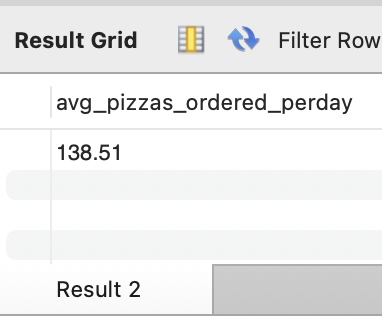 Result Grid Filter Row
avg_pizzas_ordered_perday
138.51
Result 2